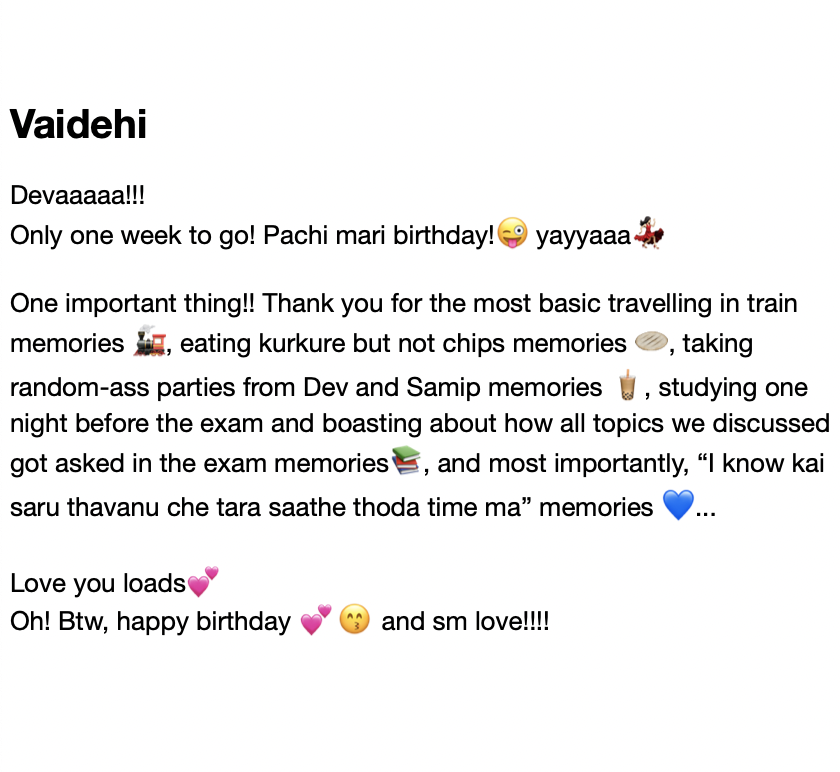 Vaidehi
Devaaaaa!!!
Only one week to go! Pachi mari birthday!😜 yayyaaa💃🏻
One important thing!! Thank you for the most basic travelling in train
memories 🚂, eating kurkure but not chips memories 🫓, taking
random-ass parties from Dev and Samip memories 🧋, studying one
night before the exam and boasting about how all topics we discussed
got asked in the exam memories📚, and most importantly, “I know kai
saru thavanu che tara saathe thoda time ma” memories 💙...
Love you loads💕
Oh! Btw, happy birthday 💕 😙 and sm love!!!!